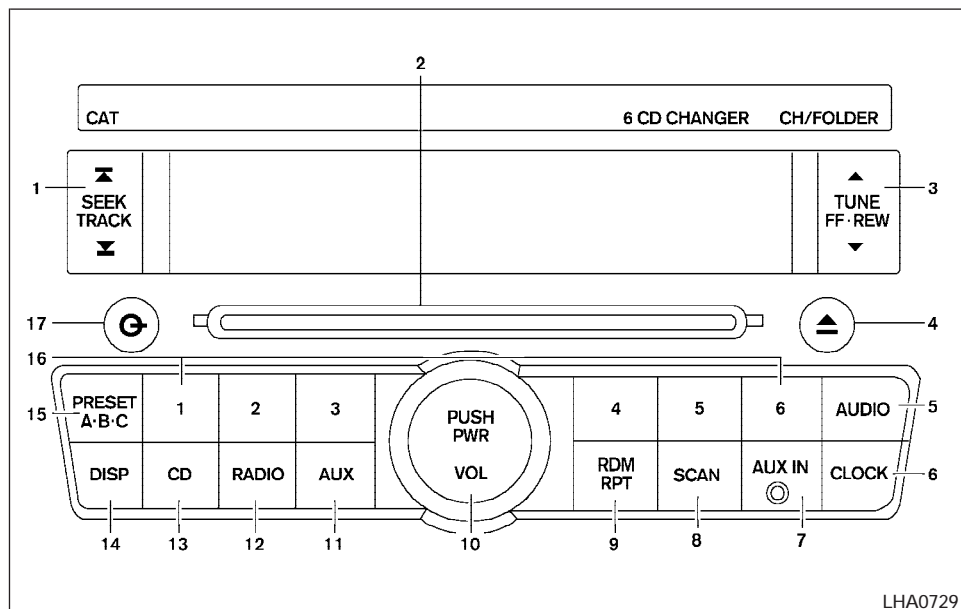 2
CAT 6 CD CHANGER CH/FOLDER
1 SEEK TRACK
TUNE FF·REW 3
17 4
16
15 PRESET A·B·C 1 2 3 PUSH PWR 4 5 6 AUDIO 5
DISP CD RADIO AUX VOL RDM RPT SCAN AUX IN CLOCK 6
14 13 12 11 10 9 8 7
LHA0729